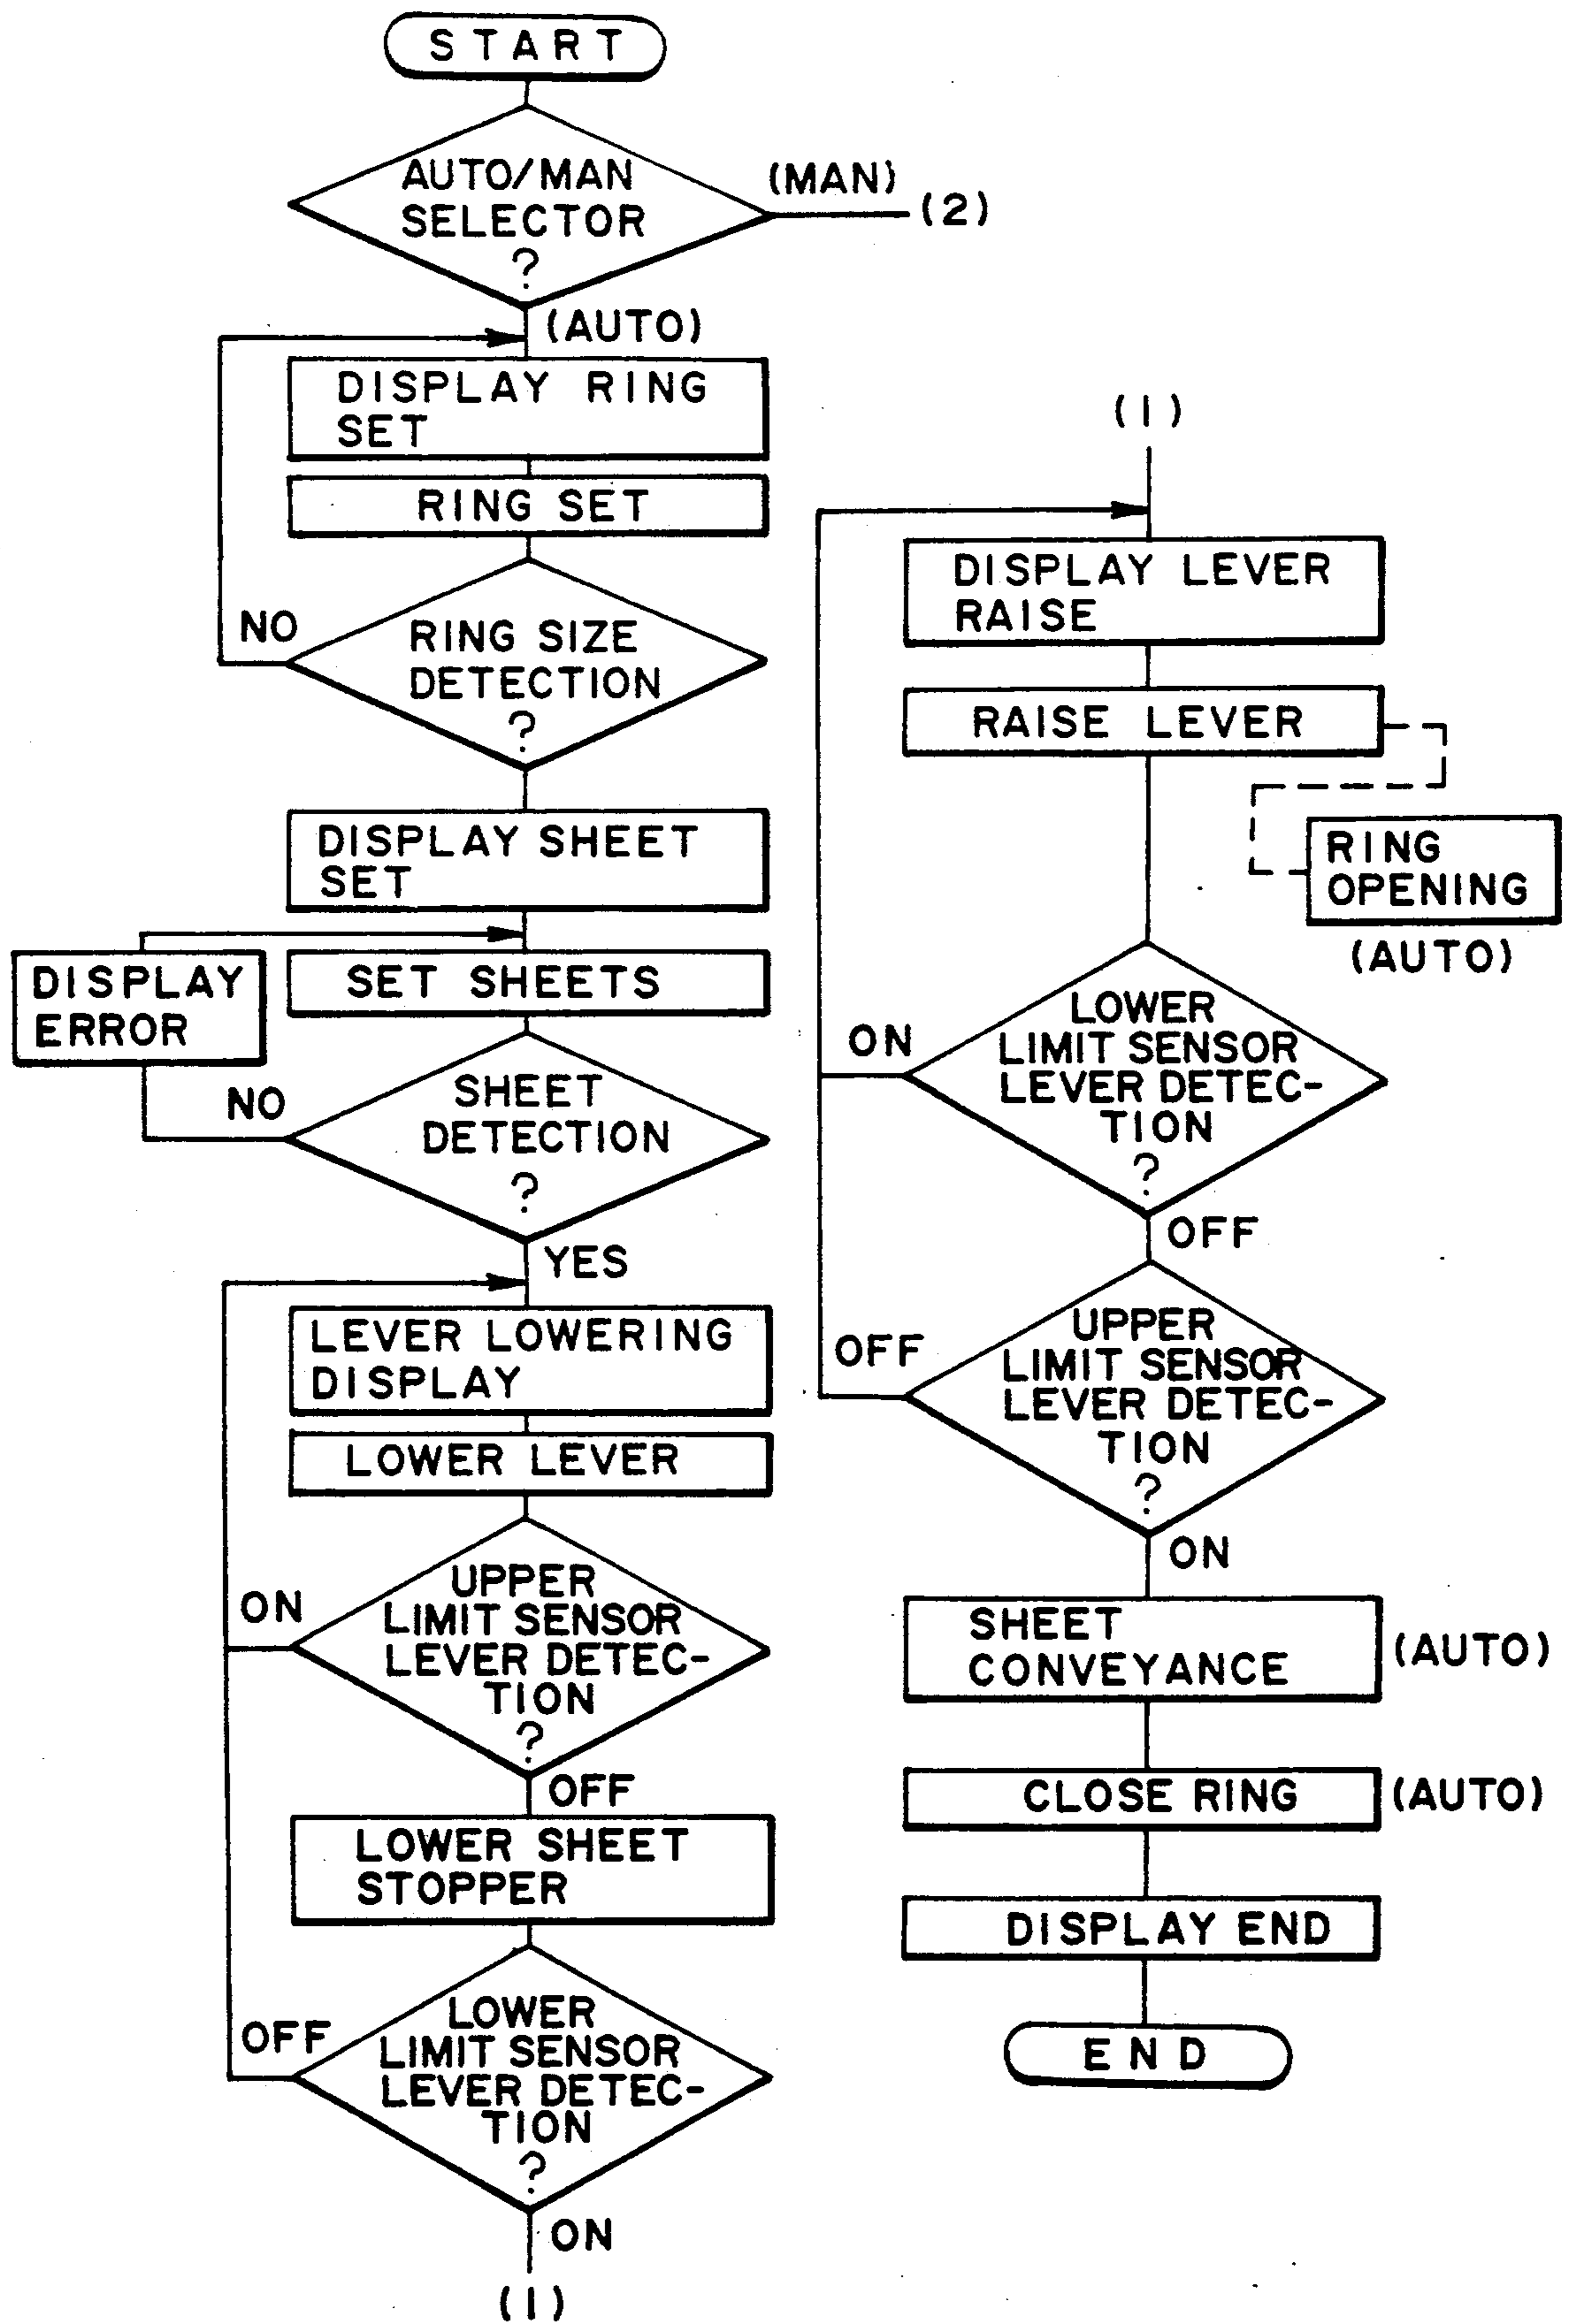 START
AUTO/MAN
SELECTOR
?
(MAN)
(2)
(AUTO)
DISPLAY RING
SET
RING SET
NO
RING SIZE
DETECTION
?
DISPLAY SHEET
SET
DISPLAY
ERROR
SET SHEETS
NO
SHEET
DETECTION
?
YES
LEVER LOWERING
DISPLAY
LOWER LEVER
ON
UPPER
LIMIT SENSOR
LEVER DETEC-
TION
?
OFF
LOWER SHEET
STOPPER
OFF
LOWER
LIMIT SENSOR
LEVER DETEC-
TION
?
ON
(1)
(1)
DISPLAY LEVER
RAISE
RAISE LEVER
RING
OPENING
(AUTO)
ON
LOWER
LIMIT SENSOR
LEVER DETEC-
TION
?
OFF
OFF
UPPER
LIMIT SENSOR
LEVER DETEC-
TION
?
ON
SHEET
CONVEYANCE
(AUTO)
CLOSE RING
(AUTO)
DISPLAY END
END